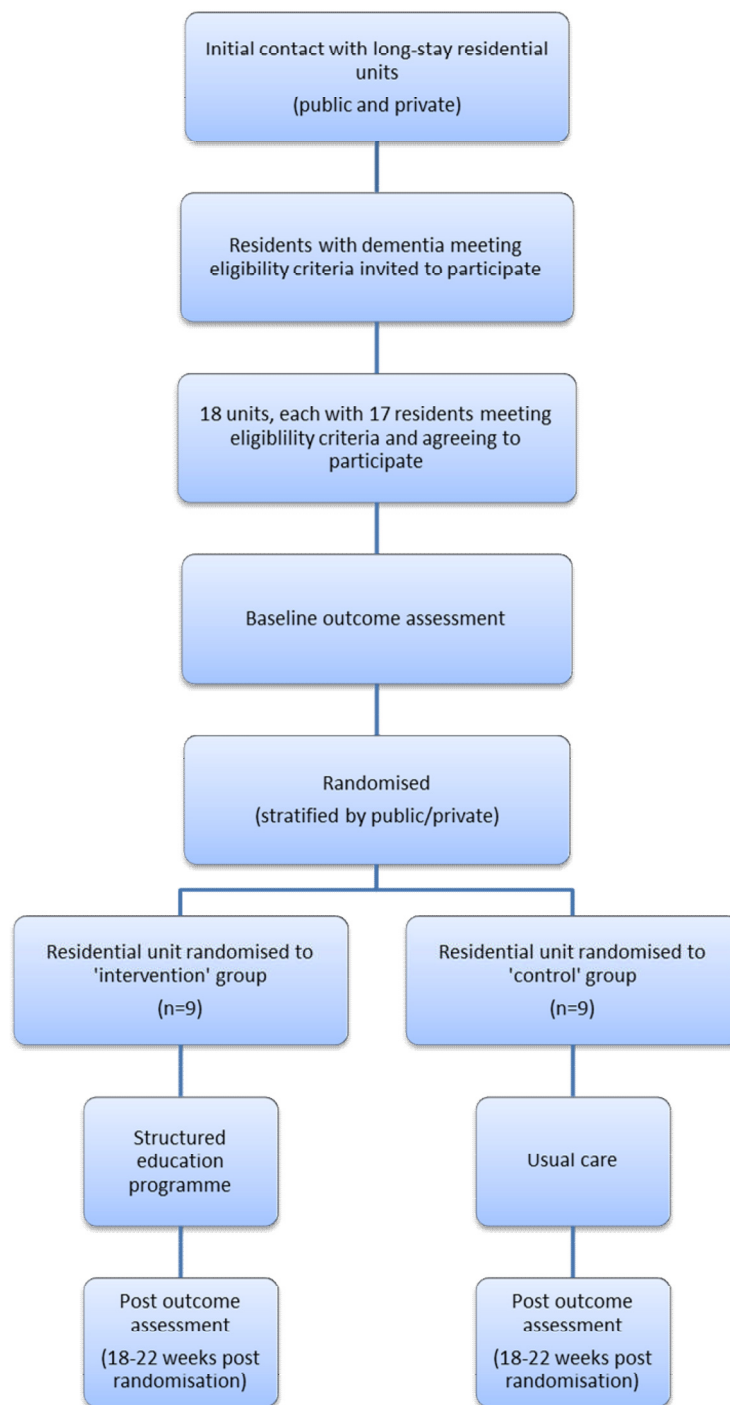 Initial contact with long-stay residential
units
(public and private)
Residents with dementia meeting
eligibility criteria invited to participate
18 units, each with 17 residents meeting
eligiblility criteria and agreeing to
participate
Baseline outcome assessment
Randomised
(stratified by public/private)
Residential unit randomised to
'intervention' group
(n=9)
Residential unit randomised to
'control' group
(n=9)
Structured
education
programme
Usual care
Post outcome
assessment
(18-22 weeks post
randomisation)
Post outcome
assessment
(18-22 weeks post
randomisation)